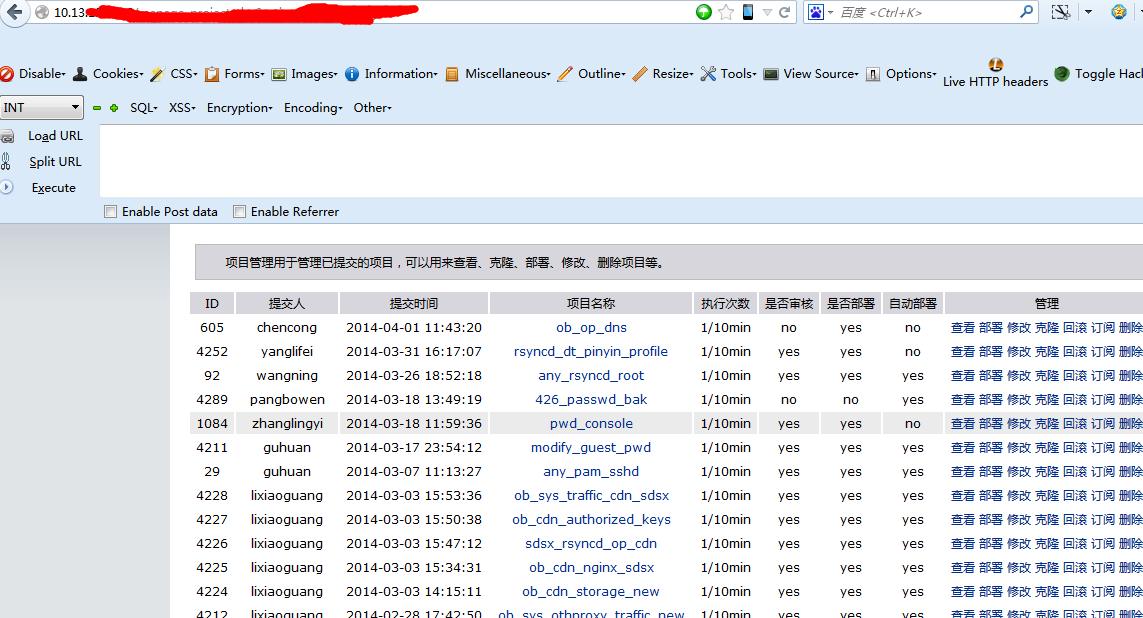 10.13.
百度 <Ctrl+K>
Disable Cookies CSS Forms Images Information Miscellaneous Outline Resize Tools View Source Options Live HTTP headers Toggle Hac
INT SQL XSS Encryption Encoding Other
Load URL
Split URL
Execute
Enable Post data Enable Referrer
项目管理用于管理已提交的项目，可以用来查看、克隆、部署、修改、删除项目等。
ID 提交人 提交时间 项目名称 执行次数 是否审核 是否部署 自动部署 管理
605 chencong 2014-04-01 11:43:20 ob_op_dns 1/10min no yes no 查看 部署 修改 克隆 回滚 订阅 删除
4252 yanglifei 2014-03-31 16:17:07 rsyncd_dt_pinyin_profile 1/10min yes yes no 查看 部署 修改 克隆 回滚 订阅 删除
92 wangning 2014-03-26 18:52:18 any_rsyncd_root 1/10min yes yes yes 查看 部署 修改 克隆 回滚 订阅 删除
4289 pangbowen 2014-03-18 13:49:19 426_passwd_bak 1/10min no no yes 查看 部署 修改 克隆 回滚 订阅 删除
1084 zhanglingyi 2014-03-18 11:59:36 pwd_console 1/10min yes yes no 查看 部署 修改 克隆 回滚 订阅 删除
4211 guhuan 2014-03-17 23:54:12 modify_guest_pwd 1/10min yes yes yes 查看 部署 修改 克隆 回滚 订阅 删除
29 guhuan 2014-03-07 11:13:27 any_pam_sshd 1/10min yes yes yes 查看 部署 修改 克隆 回滚 订阅 删除
4228 lixiaoguang 2014-03-03 15:53:36 ob_sys_traffic_cdn_sdsx 1/10min yes yes yes 查看 部署 修改 克隆 回滚 订阅 删除
4227 lixiaoguang 2014-03-03 15:50:38 ob_cdn_authorized_keys 1/10min yes yes yes 查看 部署 修改 克隆 回滚 订阅 删除
4226 lixiaoguang 2014-03-03 15:47:12 sdsx_rsyncd_op_cdn 1/10min yes yes yes 查看 部署 修改 克隆 回滚 订阅 删除
4225 lixiaoguang 2014-03-03 15:34:31 ob_cdn_nginx_sdsx 1/10min yes yes yes 查看 部署 修改 克隆 回滚 订阅 删除
4224 lixiaoguang 2014-03-03 14:15:11 ob_cdn_storage_new 1/10min yes yes yes 查看 部署 修改 克隆 回滚 订阅 删除
4212 lixiaoguang 2014-02-28 17:42:50 ob_sys_othproxy_traffic_new 1/10min yes yes yes 查看 部署 修改 克隆 回滚 订阅 删除